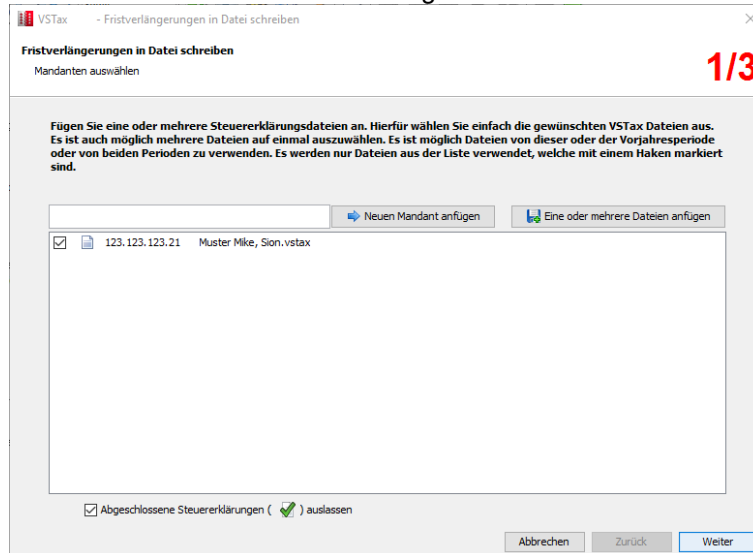 VSTax - Fristverlängerungen in Datei schreiben
Fristverlängerungen in Datei schreiben
Mandanten auswählen
1/3
Fügen Sie eine oder mehrere Steuererklärungsdateien an. Hierfür wählen Sie einfach die gewünschten VSTax Dateien aus.
Es ist auch möglich mehrere Dateien auf einmal auszuwählen. Es ist möglich Dateien von dieser oder der Vorjahresperiode
oder von beiden Perioden zu verwenden. Es werden nur Dateien aus der Liste verwendet, welche mit einem Haken markiert
sind.
Neuen Mandant anfügen
Eine oder mehrere Dateien anfügen
123.123.123.21 Muster Mike, Sion.vstax
Abgeschlossene Steuererklärungen ( ) auslassen
Abbrechen
Zurück
Weiter